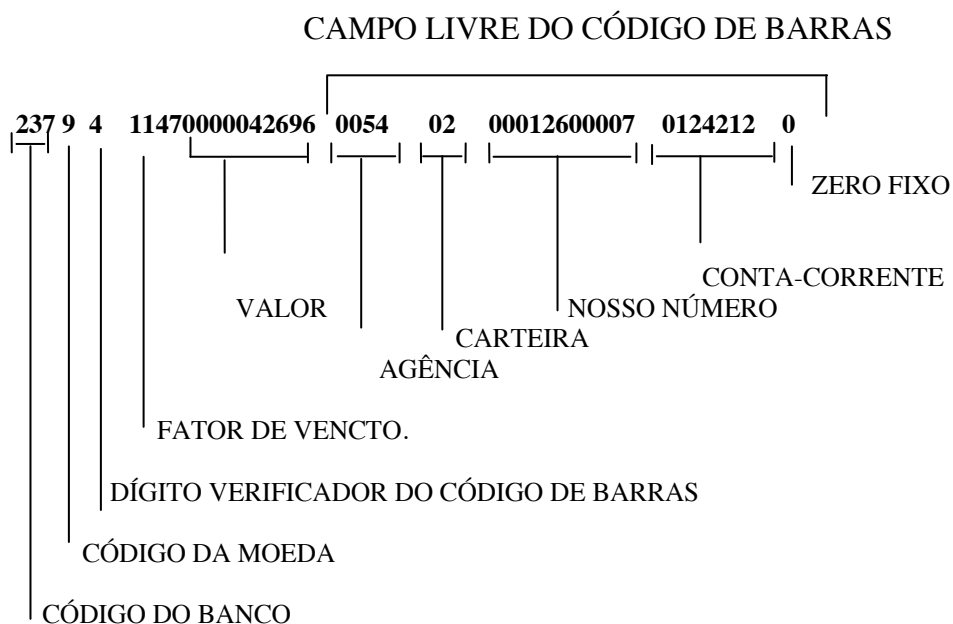 CAMPO LIVRE DO CÓDIGO DE BARRAS
237 9 4 11470000042696 0054 02 00012600007 0124212 0
ZERO FIXO
CONTA-CORRENTE
VALOR NOSSO NÚMERO
CARTEIRA
AGÊNCIA
FATOR DE VENCTO.
DÍGITO VERIFICADOR DO CÓDIGO DE BARRAS
CÓDIGO DA MOEDA
CÓDIGO DO BANCO